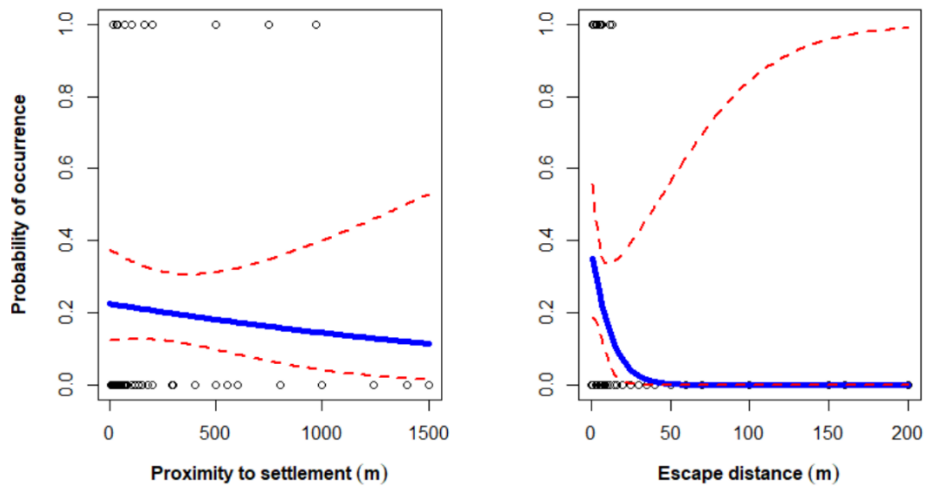 Probability of occurrence
1.0
0.8
0.6
0.4
0.2
0.0
0 500 1000 1500
Proximity to settlement (m)
1.0
0.8
0.6
0.4
0.2
0.0
0 50 100 150 200
Escape distance (m)